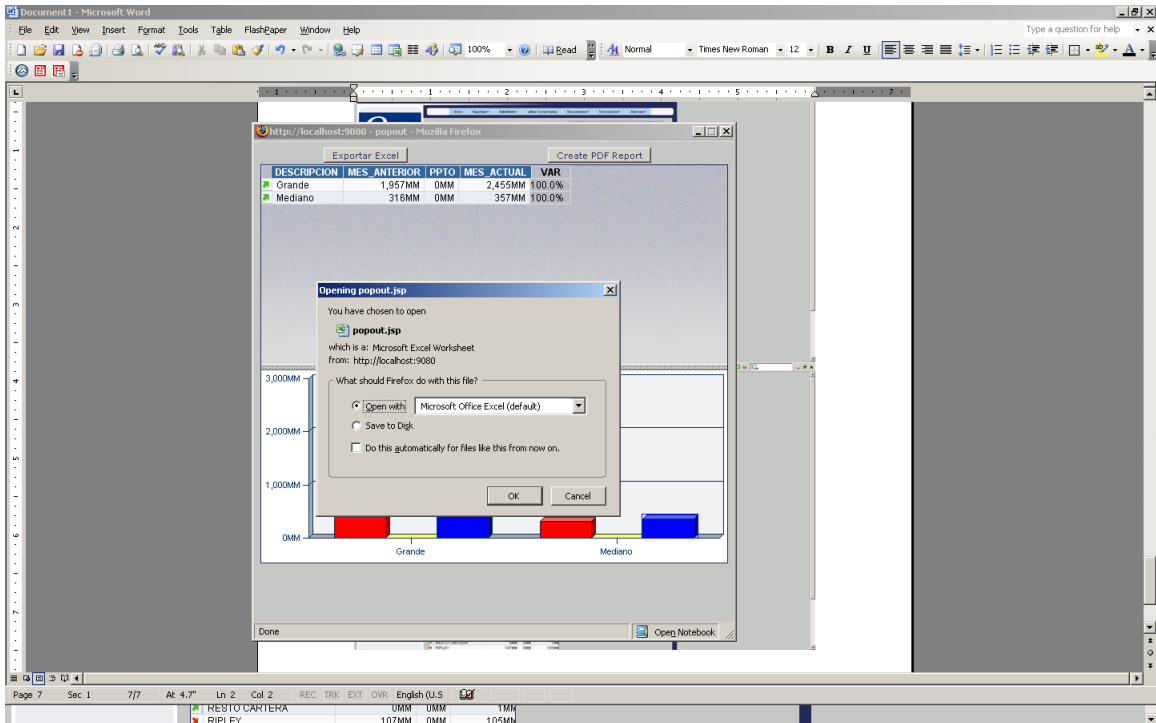 Document1 - Microsoft Word
File Edit View Insert Format Tools Table FlashPaper Window Help
Type a question for help
100% Read Normal Times New Roman 12 B I U
http://localhost:9080 - popout - Mozilla Firefox
Exportar Excel Create PDF Report
DESCRIPCION MES_ANTERIOR PPTO MES_ACTUAL VAR
Grande 1,957MM 0MM 2,455MM 100.0%
Mediano 316MM 0MM 357MM 100.0%
Opening popout.jsp
You have chosen to open
popout.jsp
which is a: Microsoft Excel Worksheet
from: http://localhost:9080
What should Firefox do with this file?
Open with Microsoft Office Excel (default)
Save to Disk
Do this automatically for files like this from now on.
OK Cancel
3,000MM
2,000MM
1,000MM
0MM
Grande Mediano
Done Open Notebook
Page 7 Sec 1 7/7 At 4.7" Ln 2 Col 2 REC TRK EXT OVR English (U.S
RESTO CARTERA 0MM 0MM 1MM
RIPLEY 107MM 0MM 105MM